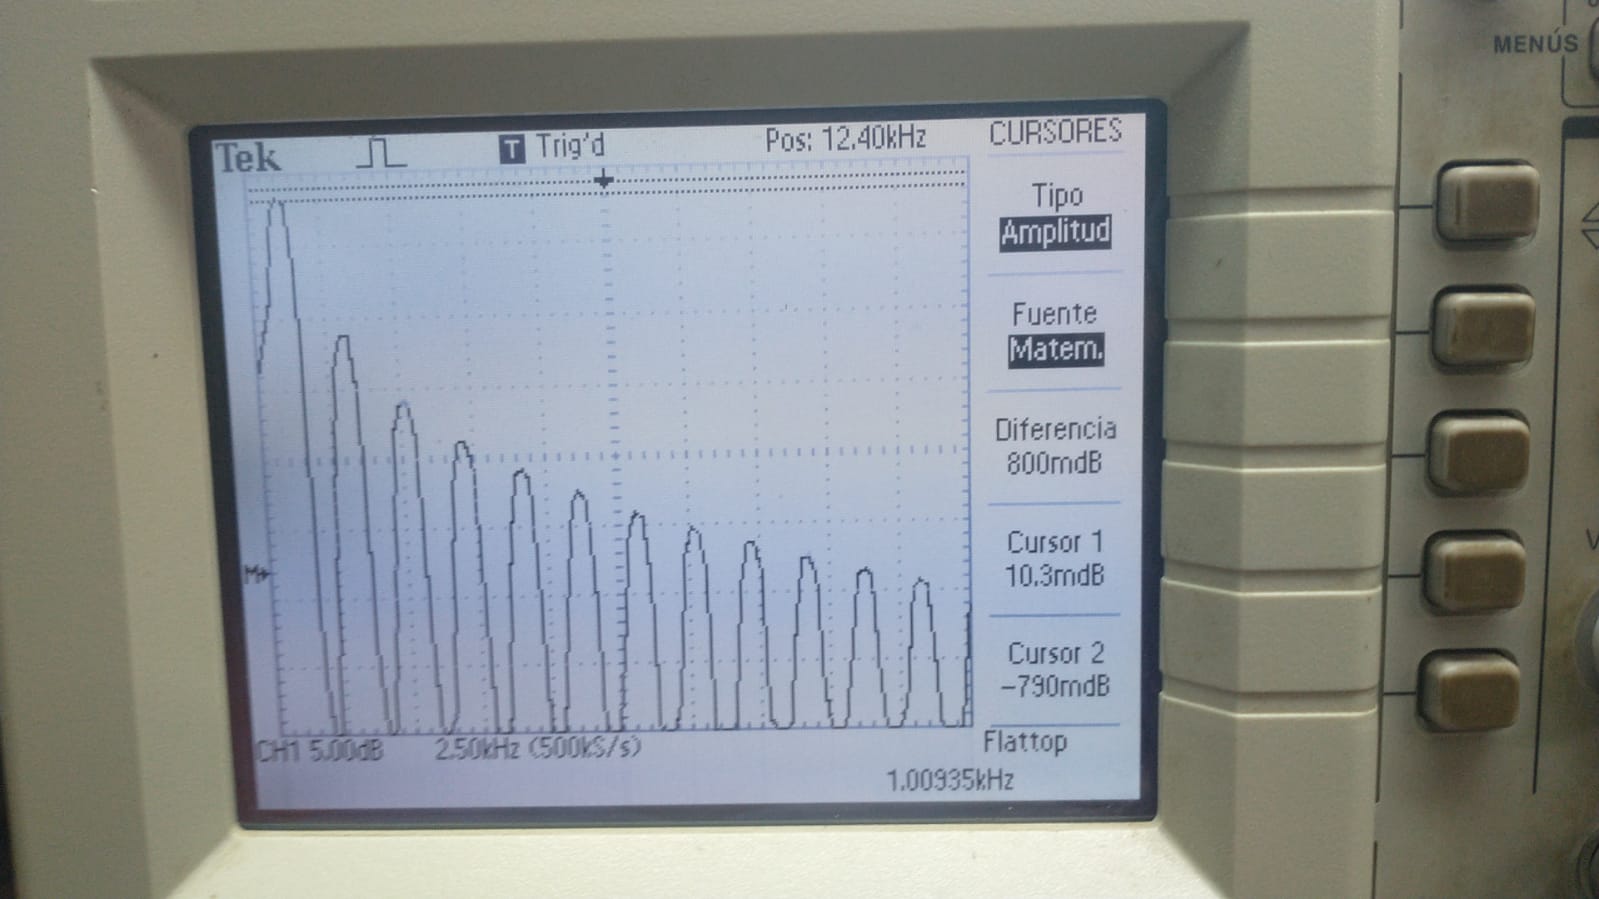 MENÚS
Tek
T Trig'd
Pos: 12.40kHz
CURSORES
Tipo
Amplitud
Fuente
Matem.
Diferencia
800mdB
Cursor 1
10.3mdB
Cursor 2
-790mdB
M
CH1 5.00dB
2.50kHz (500kS/s)
Flattop
1.00935kHz